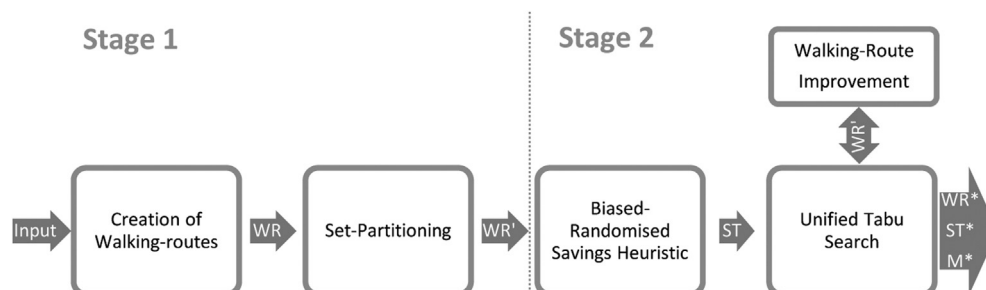 Stage 1
Stage 2
Walking-Route
Improvement
WR'
Input
Creation of
Walking-routes
WR
Set-Partitioning
WR'
Biased-
Randomised
Savings Heuristic
ST
Unified Tabu
Search
WR*
ST*
M*